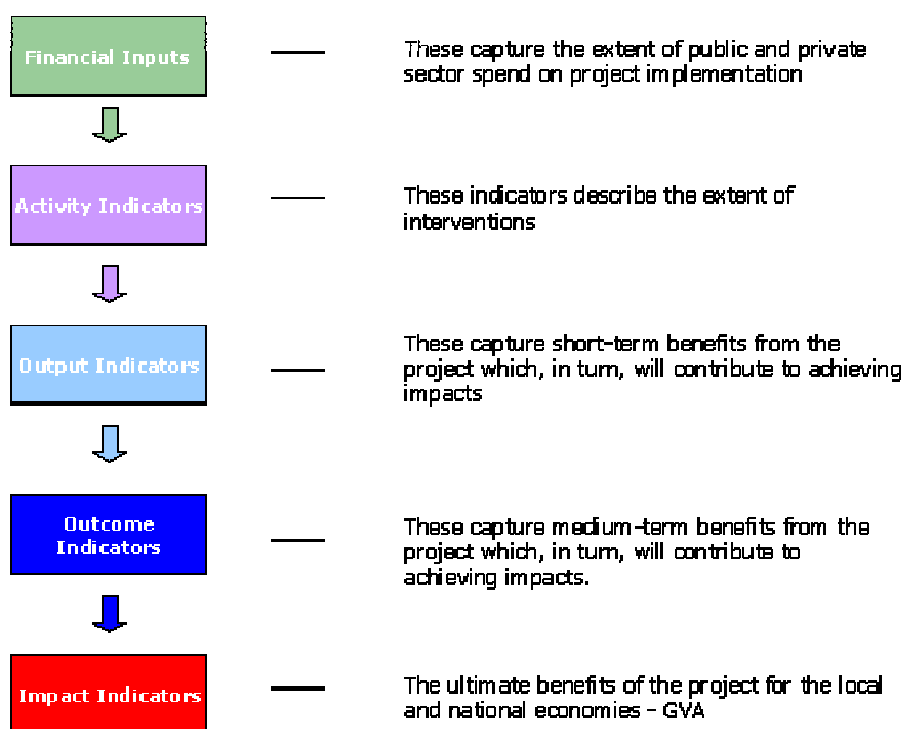 Financial Inputs
These capture the extent of public and private
sector spend on project implementation
Activity Indicators
These indicators describe the extent of
interventions
Output Indicators
These capture short-term benefits from the
project which, in turn, will contribute to achieving
impacts
Outcome
Indicators
These capture medium-term benefits from the
project which, in turn, will contribute to
achieving impacts.
Impact Indicators
The ultimate benefits of the project for the local
and national economies - GVA